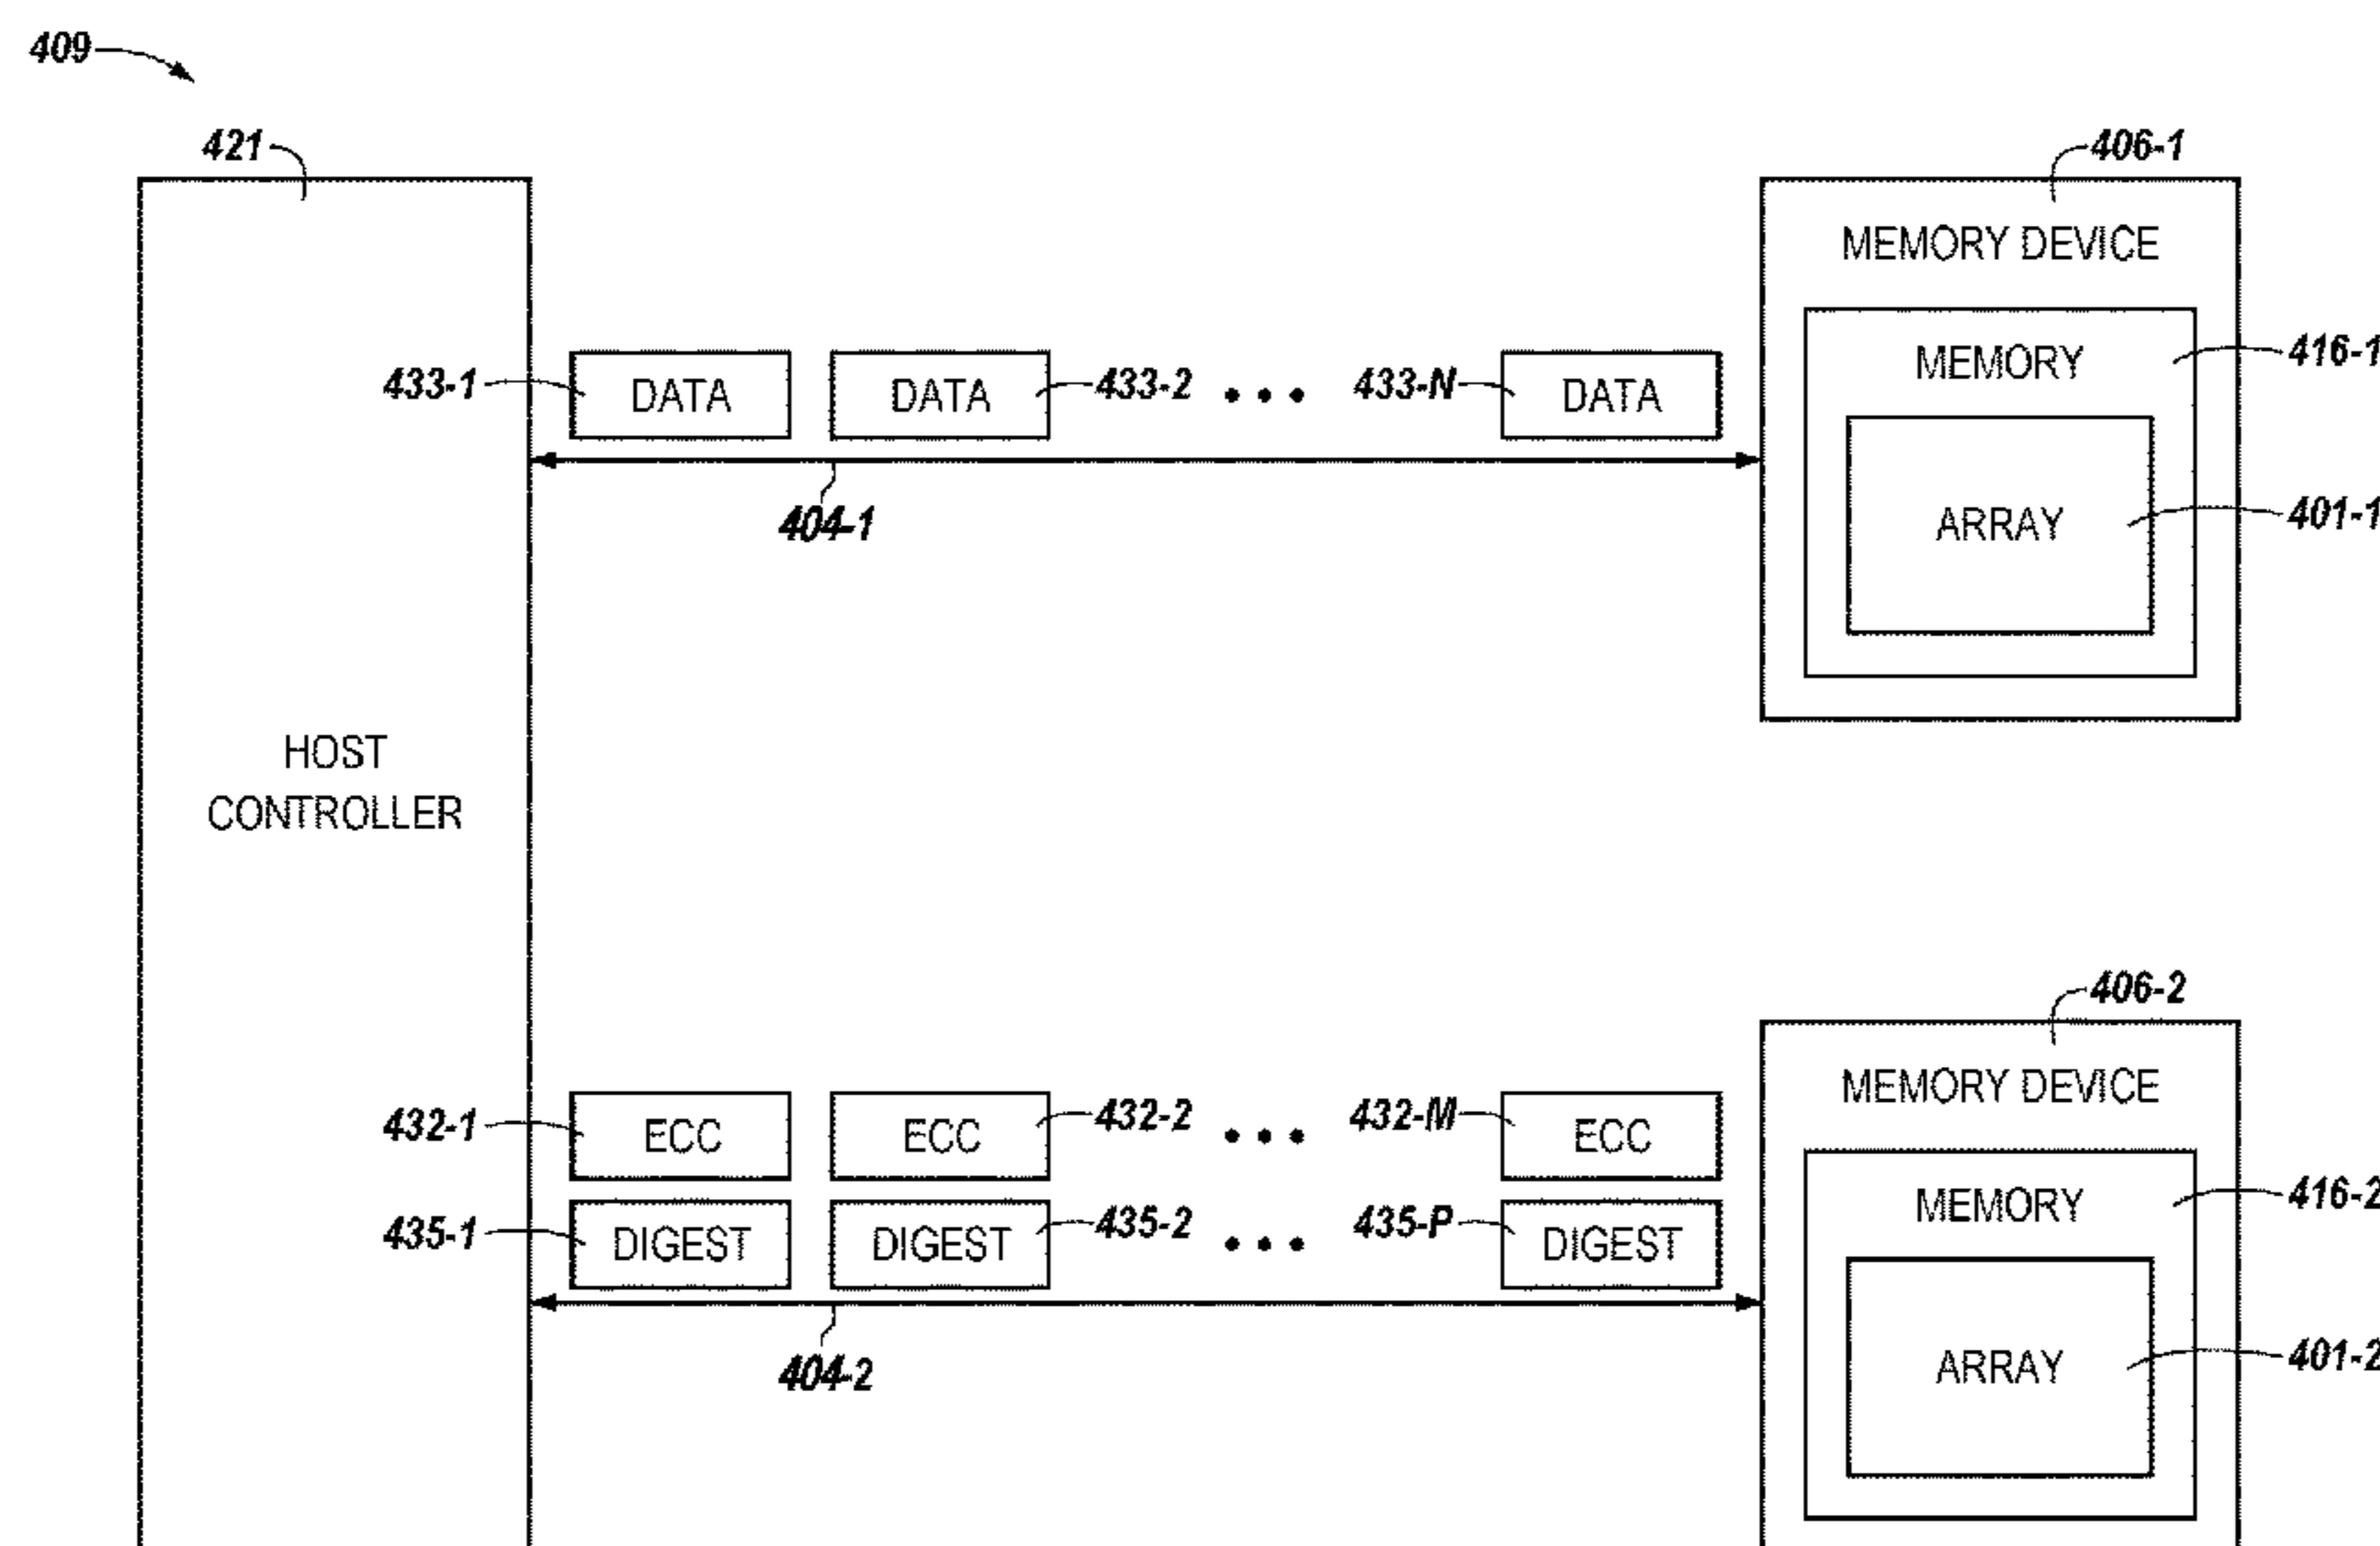 409
421
406-1
MEMORY DEVICE
433-1
DATA
DATA
433-2
• • •
433-N
DATA
MEMORY
416-1
404-1
ARRAY
401-1
HOST
CONTROLLER
406-2
MEMORY DEVICE
432-1
ECC
ECC
432-2
• • •
432-M
ECC
435-1
DIGEST
DIGEST
435-2
• • •
435-P
DIGEST
MEMORY
416-2
404-2
ARRAY
401-2